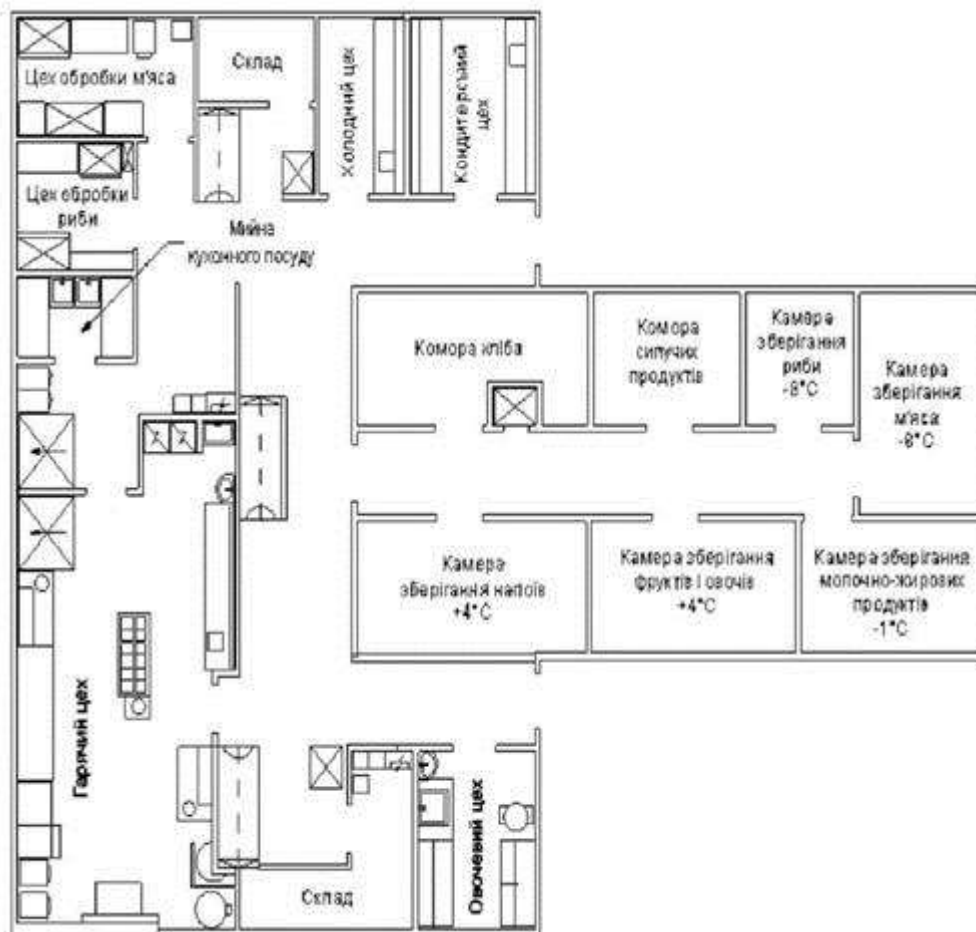 Цех обробки м'яса
Склад
Холодний цех
Кондитерський
цех
Цех обробки
риби
Мийна
кухонного посуду
Комора хліба
Комора
сипучих
продуктів
Камера
зберігання
риби
-8°C
Камера
зберігання
м'яса
-8°C
Камера
зберігання напоїв
+4°C
Камера зберігання
фруктів і овочів
+4°C
Камера зберігання
молочно-жирових
продуктів
-1°C
Гарячий цех
Склад
Овочевий цех